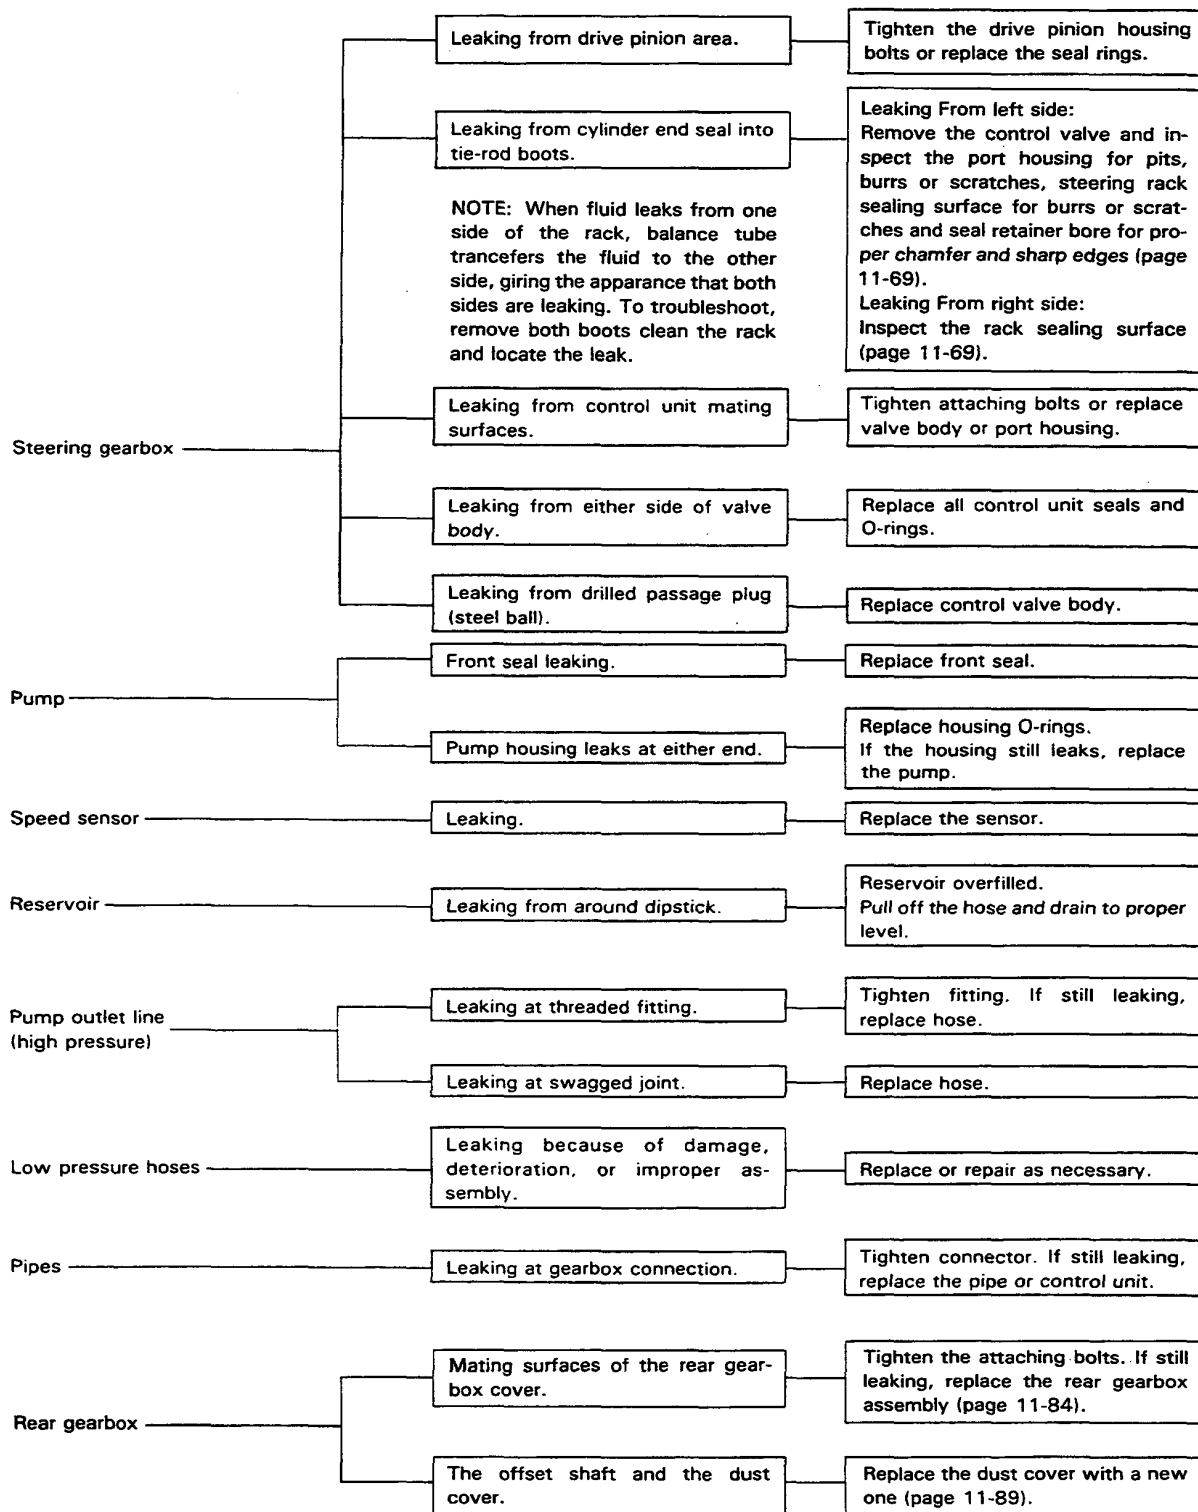 Leaking from drive pinion area.
Tighten the drive pinion housing
bolts or replace the seal rings.
Leaking from cylinder end seal into
tie-rod boots.
NOTE: When fluid leaks from one
side of the rack, balance tube
trancefers the fluid to the other
side, giring the apparance that both
sides are leaking. To troubleshoot,
remove both boots clean the rack
and locate the leak.
Leaking From left side:
Remove the control valve and in-
spect the port housing for pits,
burrs or scratches, steering rack
sealing surface for burrs or scrat-
ches and seal retainer bore for pro-
per chamfer and sharp edges (page
11-69).
Leaking From right side:
Inspect the rack sealing surface
(page 11-69).
Steering gearbox
Leaking from control unit mating
surfaces.
Tighten attaching bolts or replace
valve body or port housing.
Leaking from either side of valve
body.
Replace all control unit seals and
O-rings.
Leaking from drilled passage plug
(steel ball).
Replace control valve body.
Pump
Front seal leaking.
Replace front seal.
Pump housing leaks at either end.
Replace housing O-rings.
If the housing still leaks, replace
the pump.
Speed sensor
Leaking.
Replace the sensor.
Reservoir
Leaking from around dipstick.
Reservoir overfilled.
Pull off the hose and drain to proper
level.
Pump outlet line
(high pressure)
Leaking at threaded fitting.
Tighten fitting. If still leaking,
replace hose.
Leaking at swagged joint.
Replace hose.
Low pressure hoses
Leaking because of damage,
deterioration, or improper as-
sembly.
Replace or repair as necessary.
Pipes
Leaking at gearbox connection.
Tighten connector. If still leaking,
replace the pipe or control unit.
Rear gearbox
Mating surfaces of the rear gear-
box cover.
Tighten the attaching bolts. If still
leaking, replace the rear gearbox
assembly (page 11-84).
The offset shaft and the dust
cover.
Replace the dust cover with a new
one (page 11-89).